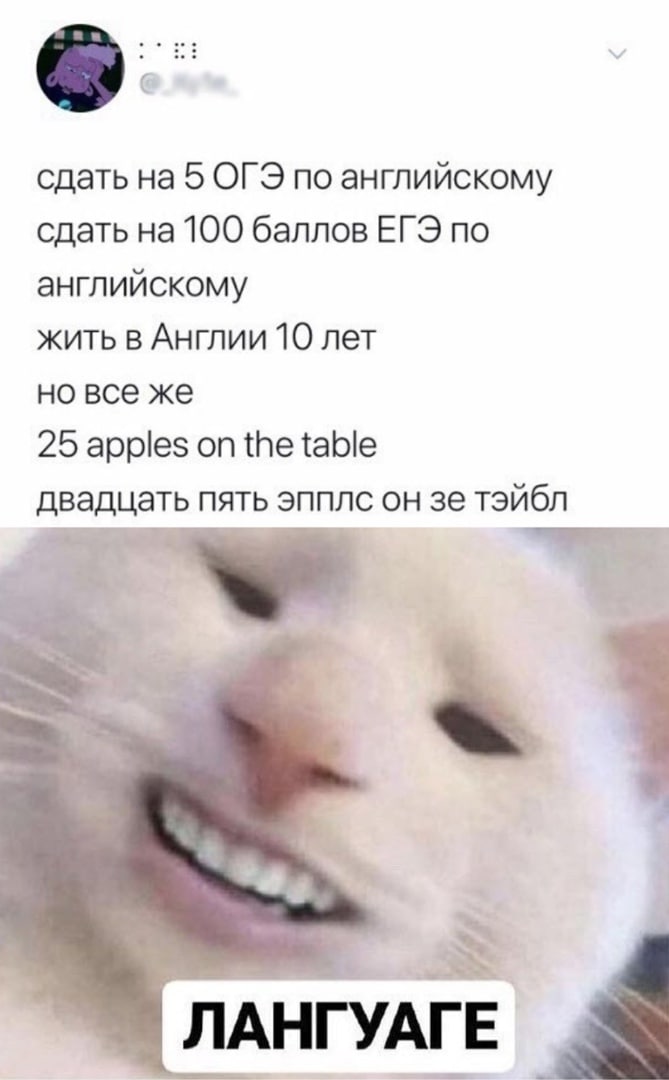 сдать на 5 ОГЭ по английскому
сдать на 100 баллов ЕГЭ по
английскому
жить в Англии 10 лет
но все же
25 apples on the table
двадцать пять эпплс он зе тэйбл
ЛАНГУАГЕ